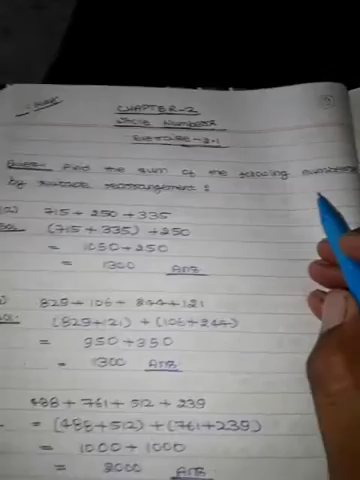 CHAPTER-2
Whole Numbers
Exercise-2.1
Find the sum of the following numbers
by suitable rearrangement:
715 + 250 + 335
(715 + 335) + 250
= 1050 + 250
= 1300 Ans
829 + 106 + 244 + 121
(829+121) + (106+244)
= 950 + 350
= 1300 Ans
488 + 761 + 512 + 239
= (488+512) + (761+239)
= 1000 + 1000
= 2000 Ans